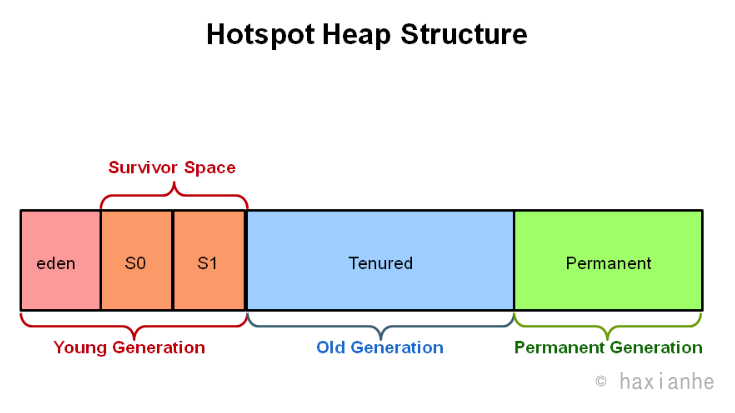 Hotspot Heap Structure
Survivor Space
eden S0 S1 Tenured Permanent
Young Generation Old Generation Permanent Generation
© haxianhe